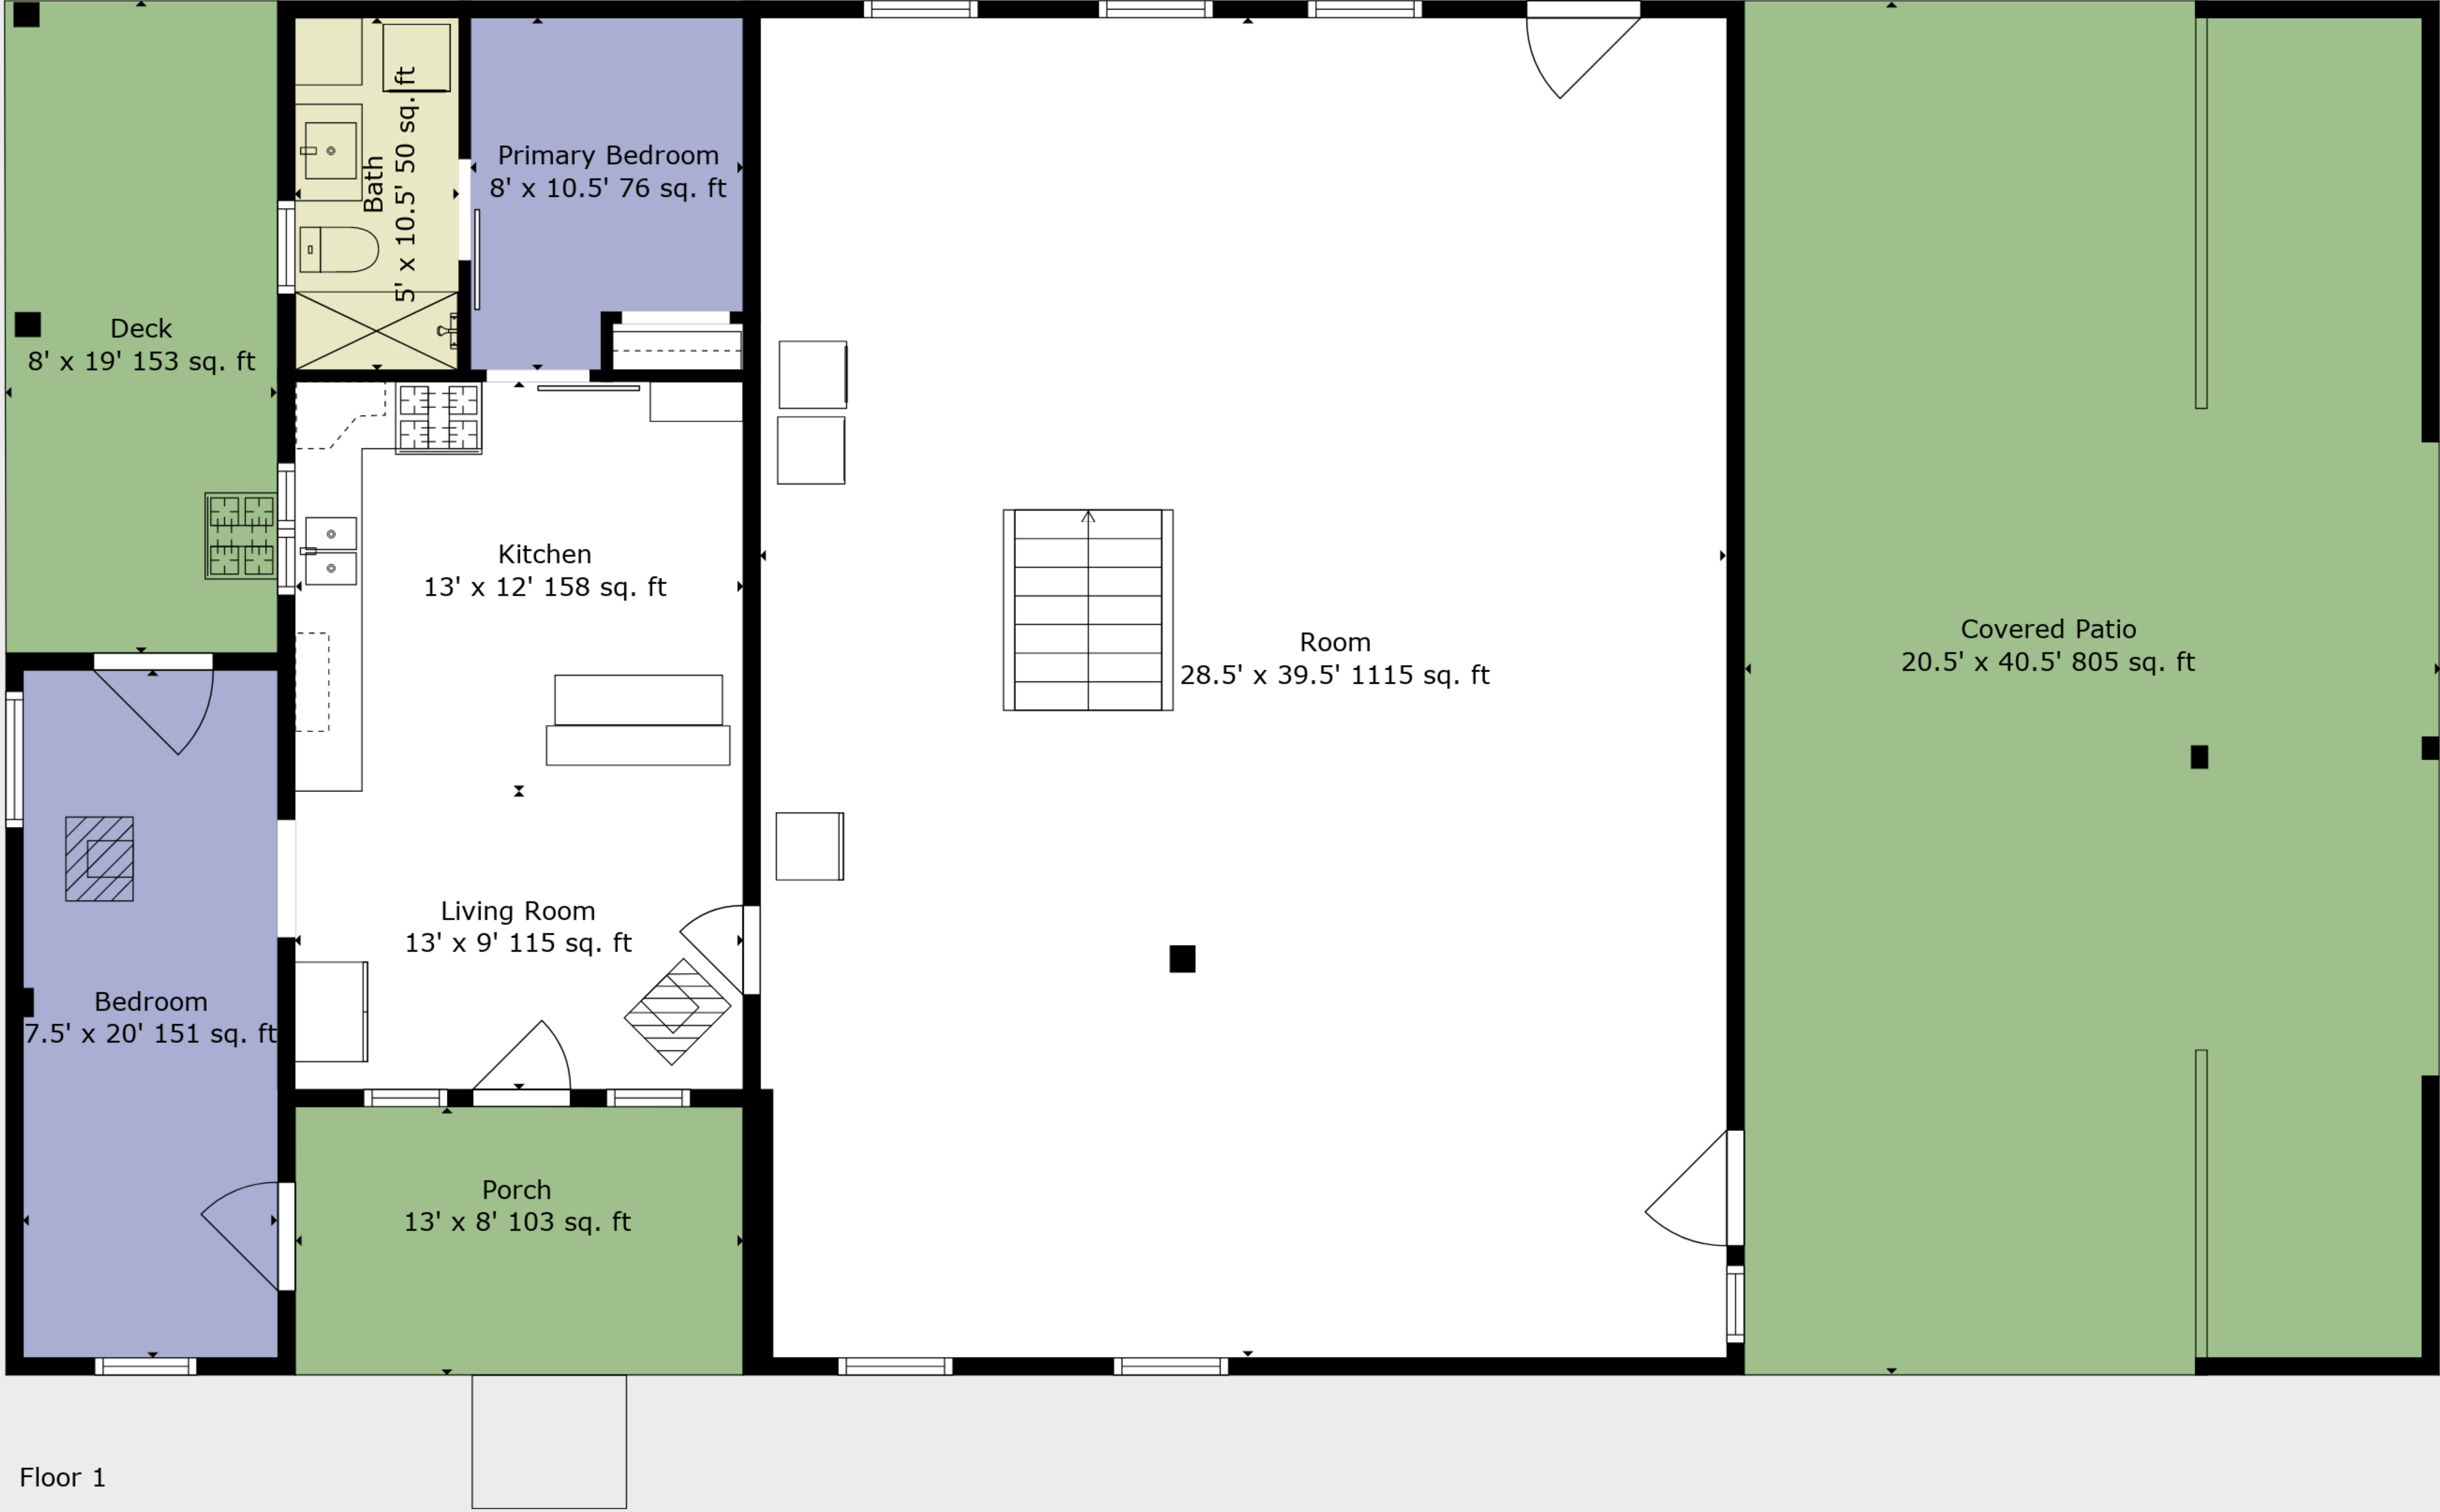 Bath
5' x 10.5' 50 sq. ft
Primary Bedroom
8' x 10.5' 76 sq. ft
Deck
8' x 19' 153 sq. ft
Kitchen
13' x 12' 158 sq. ft
Room
28.5' x 39.5' 1115 sq. ft
Covered Patio
20.5' x 40.5' 805 sq. ft
Living Room
13' x 9' 115 sq. ft
Bedroom
7.5' x 20' 151 sq. ft
Porch
13' x 8' 103 sq. ft
Floor 1